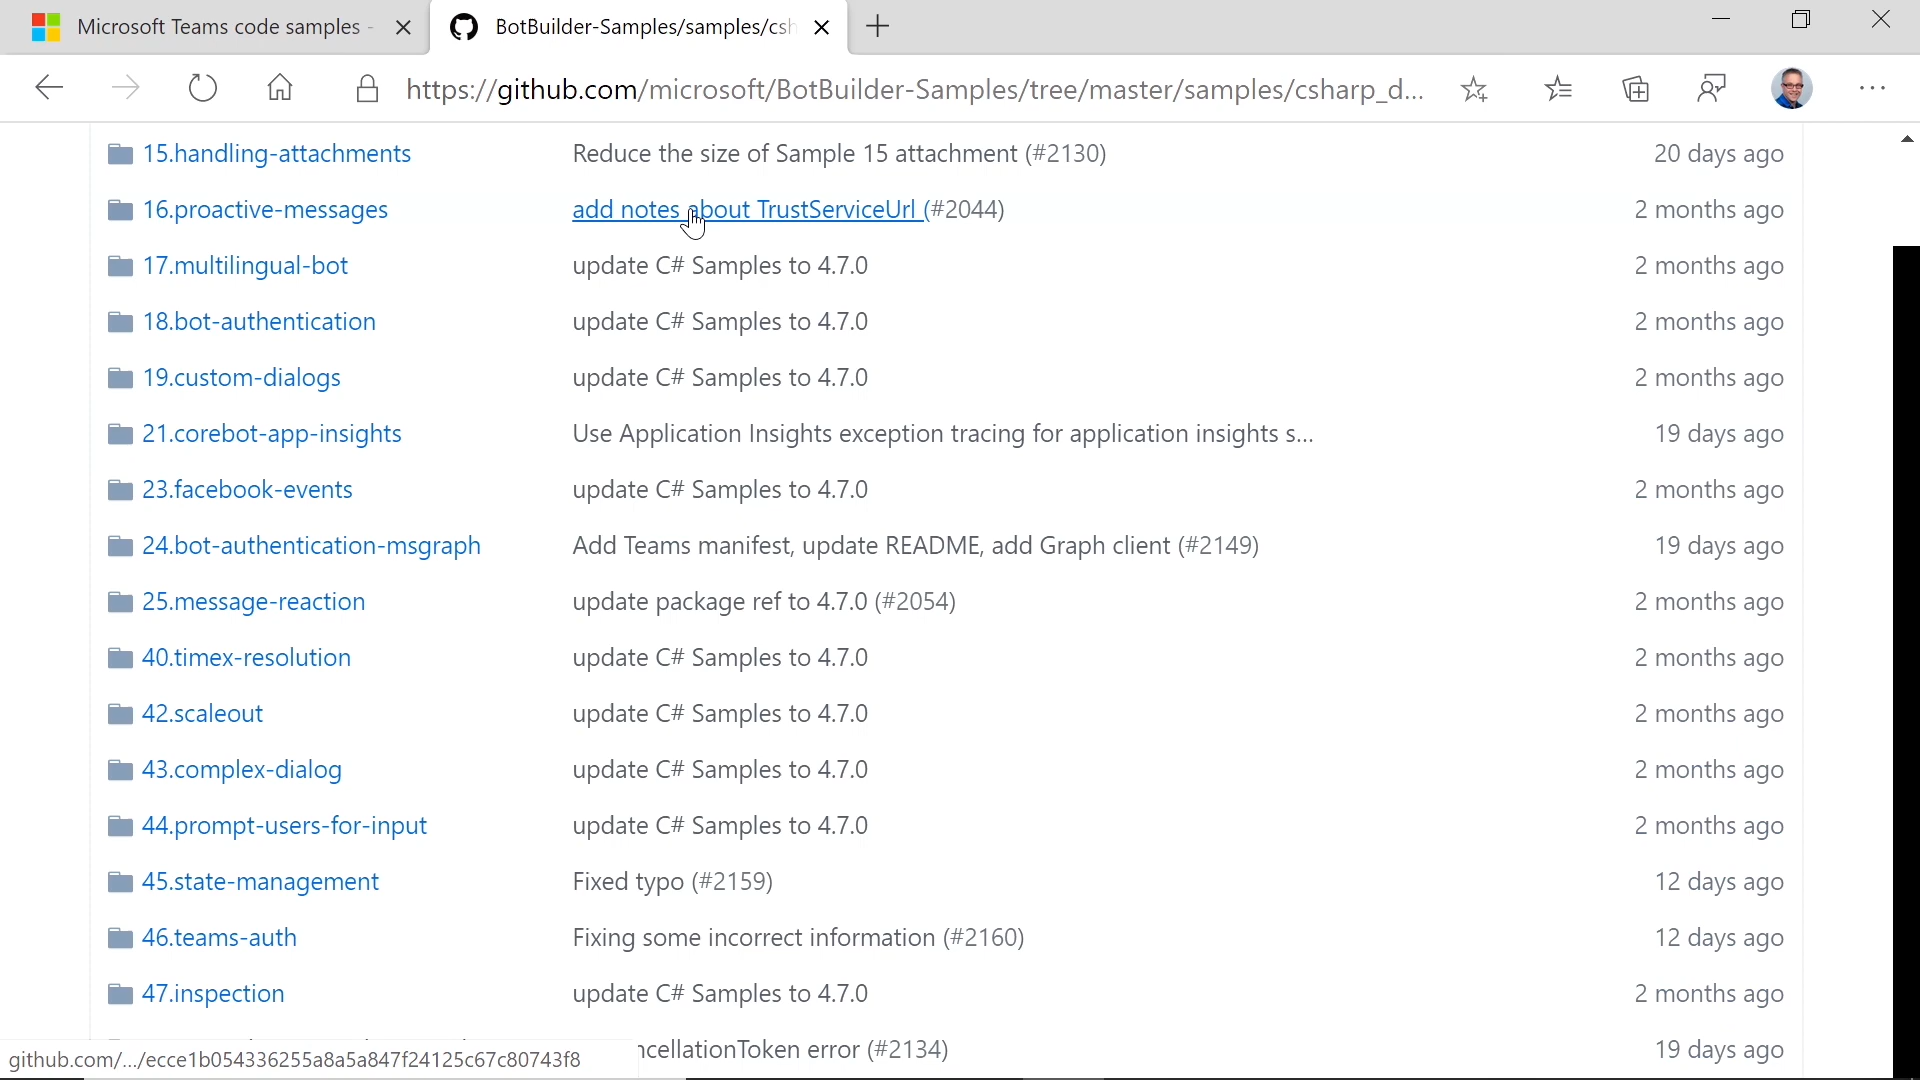 Microsoft Teams code samples -
BotBuilder-Samples/samples/csh
https://github.com/microsoft/BotBuilder-Samples/tree/master/samples/csharp_d...
15.handling-attachments Reduce the size of Sample 15 attachment (#2130) 20 days ago
16.proactive-messages add notes about TrustServiceUrl (#2044) 2 months ago
17.multilingual-bot update C# Samples to 4.7.0 2 months ago
18.bot-authentication update C# Samples to 4.7.0 2 months ago
19.custom-dialogs update C# Samples to 4.7.0 2 months ago
21.corebot-app-insights Use Application Insights exception tracing for application insights s... 19 days ago
23.facebook-events update C# Samples to 4.7.0 2 months ago
24.bot-authentication-msgraph Add Teams manifest, update README, add Graph client (#2149) 19 days ago
25.message-reaction update package ref to 4.7.0 (#2054) 2 months ago
40.timex-resolution update C# Samples to 4.7.0 2 months ago
42.scaleout update C# Samples to 4.7.0 2 months ago
43.complex-dialog update C# Samples to 4.7.0 2 months ago
44.prompt-users-for-input update C# Samples to 4.7.0 2 months ago
45.state-management Fixed typo (#2159) 12 days ago
46.teams-auth Fixing some incorrect information (#2160) 12 days ago
47.inspection update C# Samples to 4.7.0 2 months ago
ncellationToken error (#2134) 19 days ago
github.com/.../ecce1b054336255a8a5a847f24125c67c80743f8